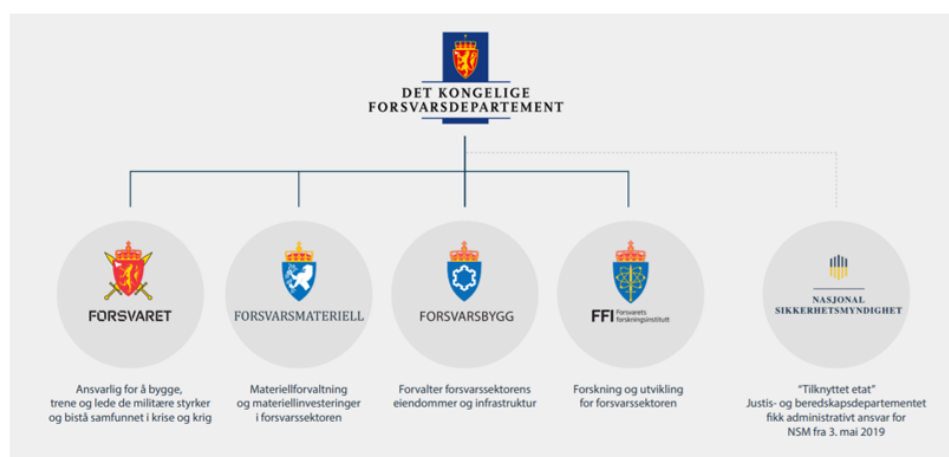 DET KONGELIGE
FORSVARSDEPARTEMENT
FORSVARET
FORSVARSMATERIELL
FORSVARSBYGG
FFI Forsvarets
forskningsinstitutt
NASJONAL
SIKKERHETSMYNDIGHET
Ansvarlig for å bygge,
trene og lede de militære styrker
og bistå samfunnet i krise og krig
Materiellforvaltning
og materiellinvesteringer
i forsvarssektoren
Forvalter forsvarssektorens
eiendommer og infrastruktur
Forskning og utvikling
for forsvarssektoren
"Tilknyttet etat"
Justis- og beredskapsdepartementet
fikk administrativt ansvar for
NSM fra 3. mai 2019